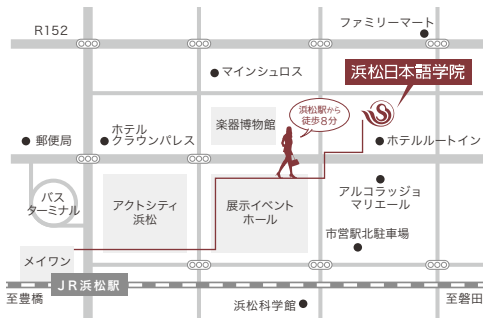 ファミリーマート
R152
マインシュロス
浜松日本語学院
浜松駅から
徒歩8分
楽器博物館
郵便局
ホテル
クラウンパレス
ホテルルートイン
バス
ターミナル
アクトシティ
浜松
展示イベント
ホール
アルコラッジョ
マリエール
市営駅北駐車場
メイワン
JR浜松駅
至豊橋
浜松科学館
至磐田